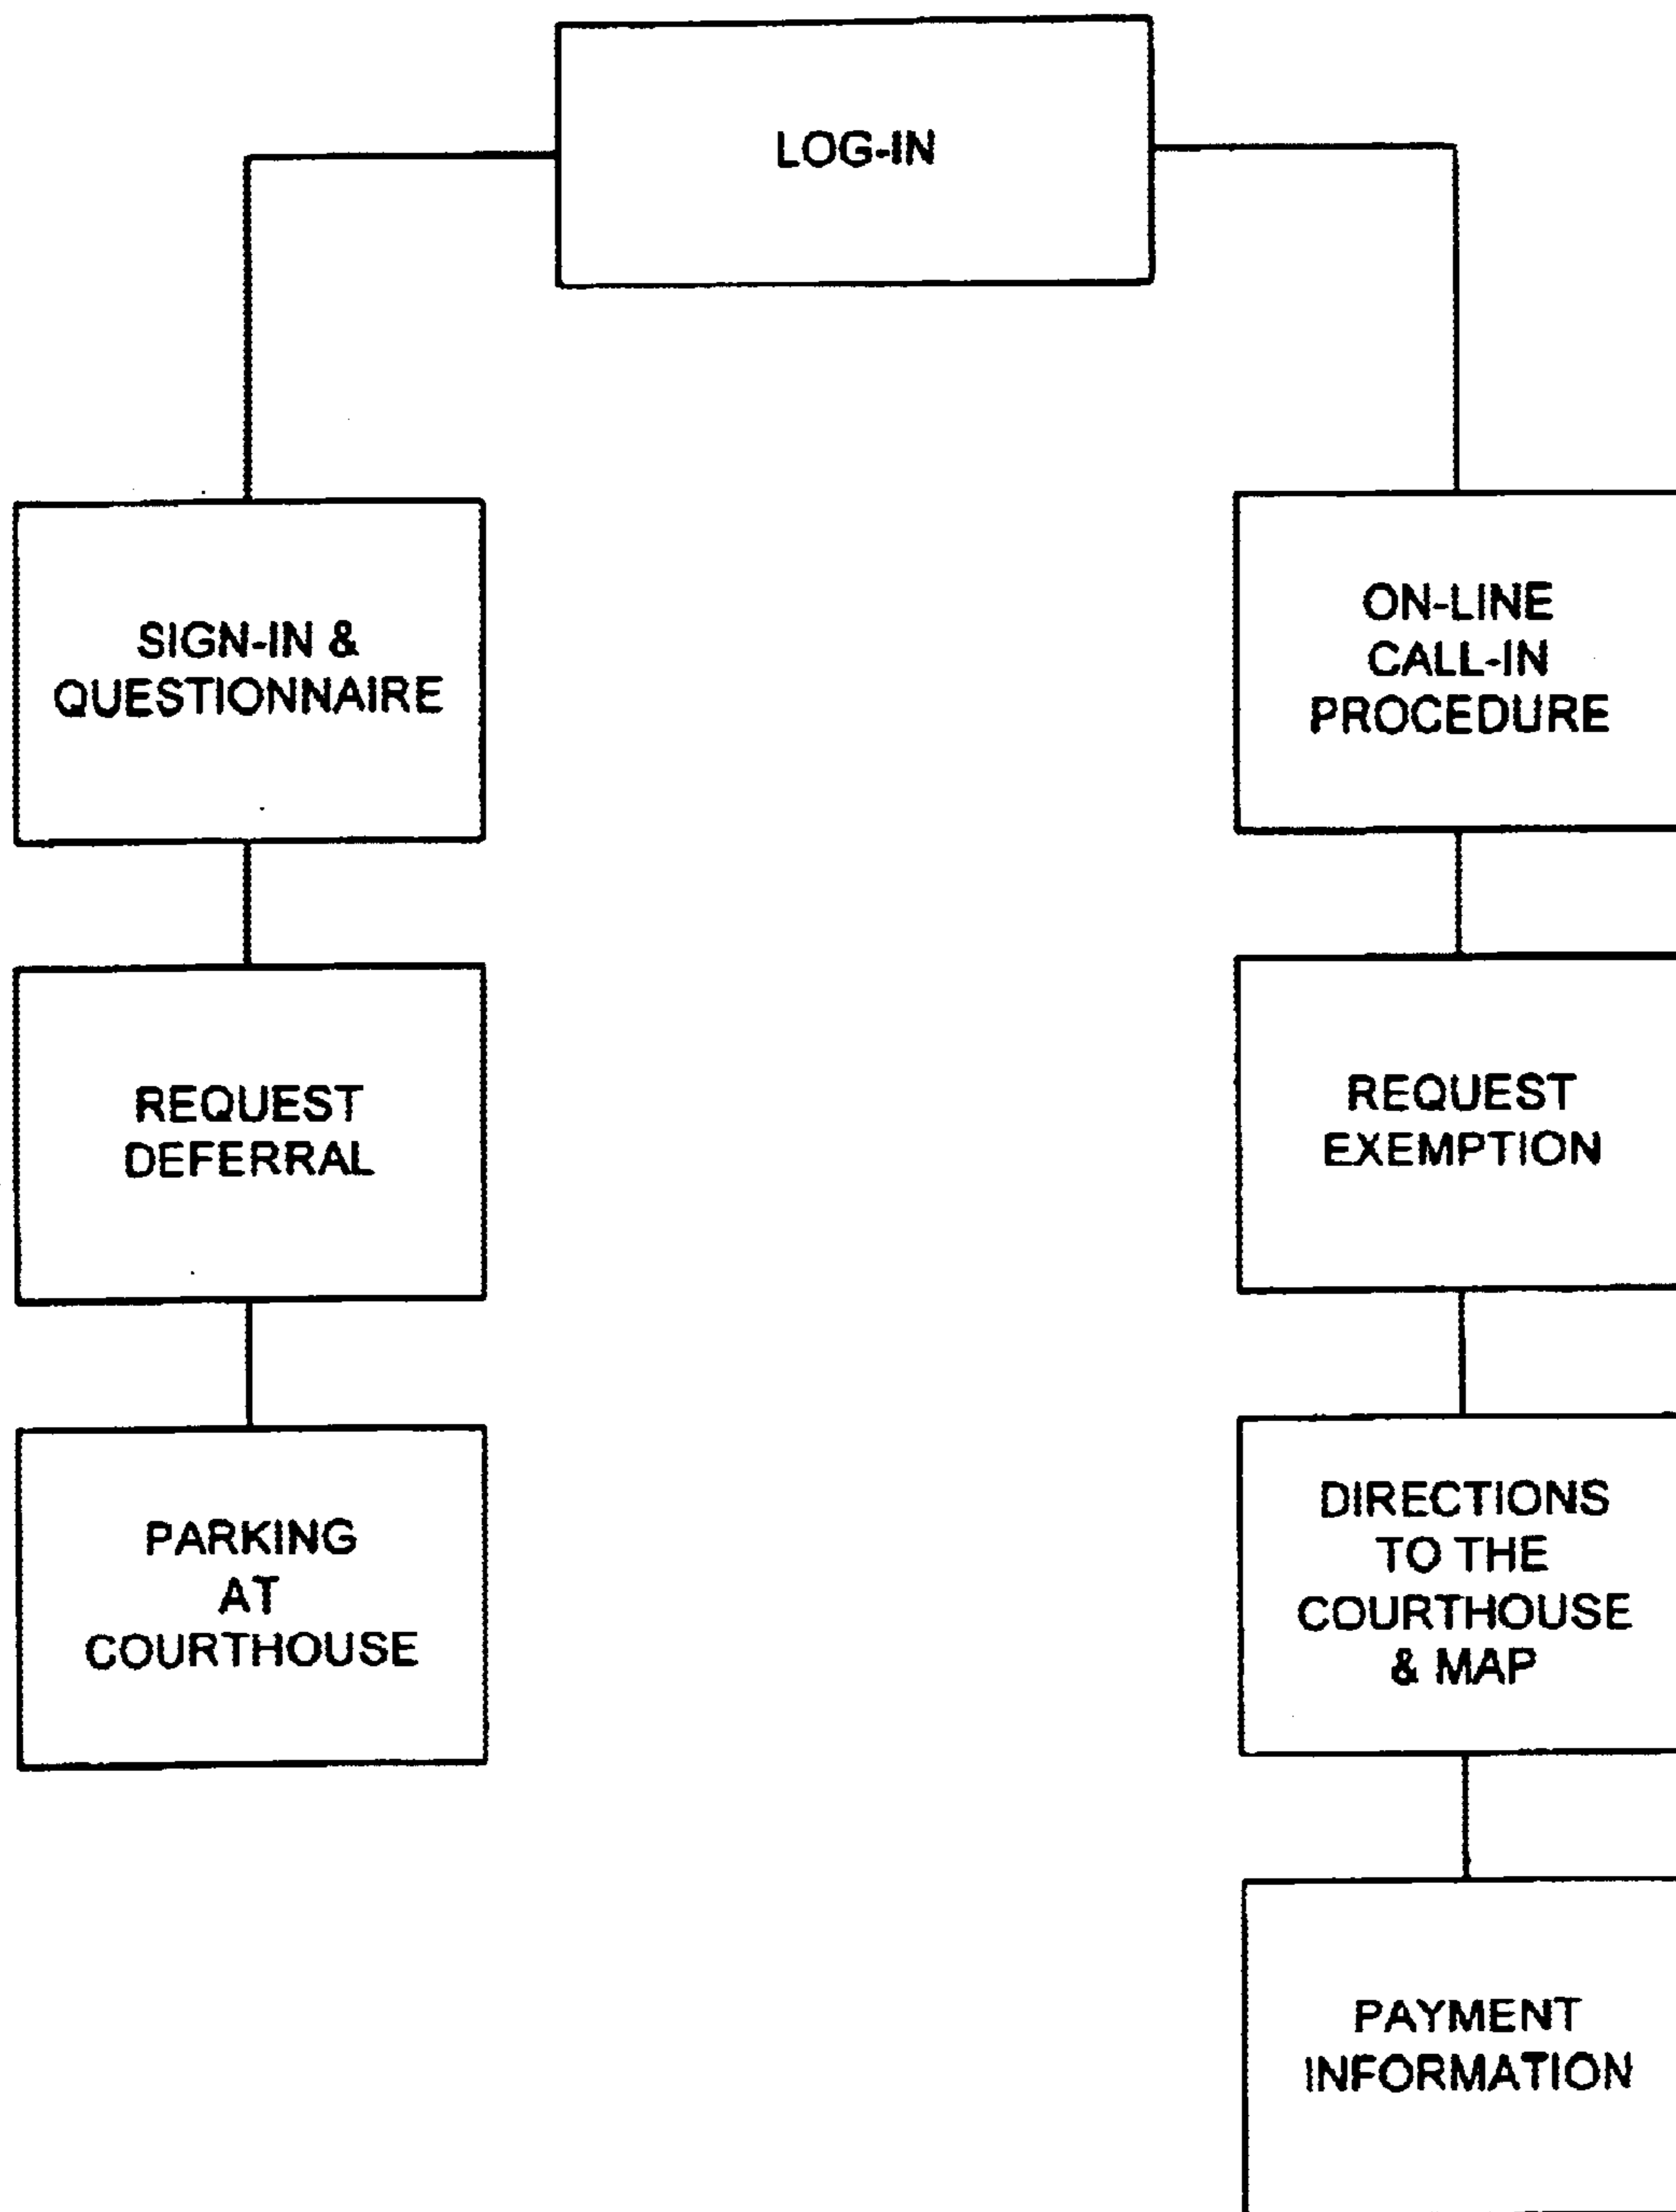 LOG-IN
SIGN-IN &
QUESTIONNAIRE
REQUEST
DEFERRAL
PARKING
AT
COURTHOUSE
ON-LINE
CALL-IN
PROCEDURE
REQUEST
EXEMPTION
DIRECTIONS
TO THE
COURTHOUSE
& MAP
PAYMENT
INFORMATION